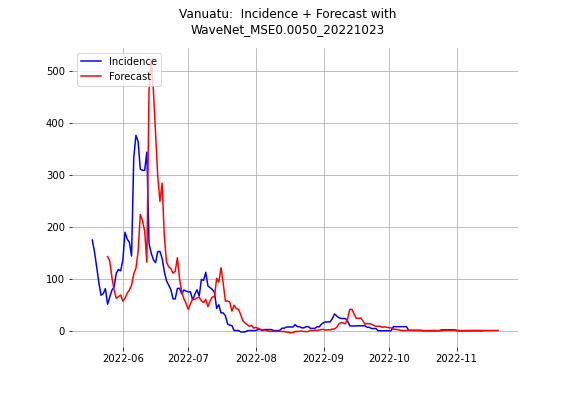 Vanuatu:  Incidence + Forecast with
WaveNet_MSE0.0050_20221023
Incidence
Forecast
500
400
300
200
100
0
2022-06 2022-07 2022-08 2022-09 2022-10 2022-11